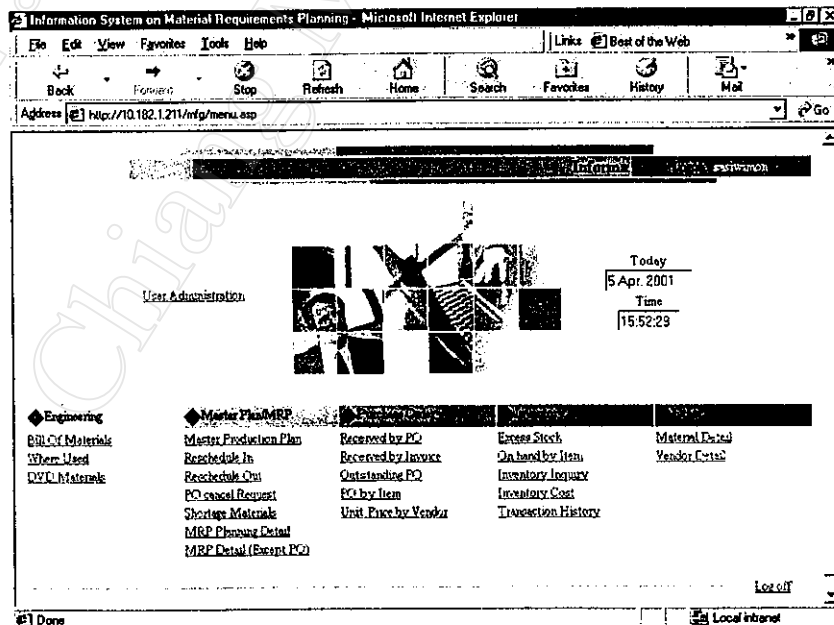 Information System on Material Requirements Planning - Microsoft Internet Explorer
File Edit View Favorites Tools Help Links Best of the Web
Back Forward Stop Refresh Home Search Favorites History Mail
Address http://10.182.1.211/mfg/menu.asp Go
sasiwimon
User Administration
Today
5 Apr. 2001
Time
15:52:29
Engineering
Bill Of Materials
Where Used
DVD Materials
Master Plan/MRP
Master Production Plan
Reschedule In
Reschedule Out
PO cancel Request
Shortage Materials
MRP Planning Detail
MRP Detail (Except PO)
Received by PO
Received by Invoice
Outstanding PO
PO by Item
Unit Price by Vendor
Excess Stock
On hand by Item
Inventory Inquiry
Inventory Cost
Transaction History
Material Detail
Vendor Detail
Log off
Done Local intranet
Chiang M